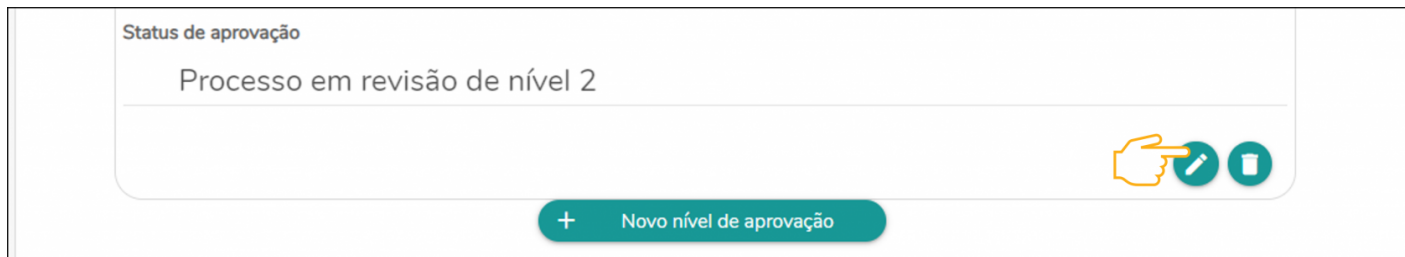 Status de aprovação
Processo em revisão de nível 2
+ Novo nível de aprovação